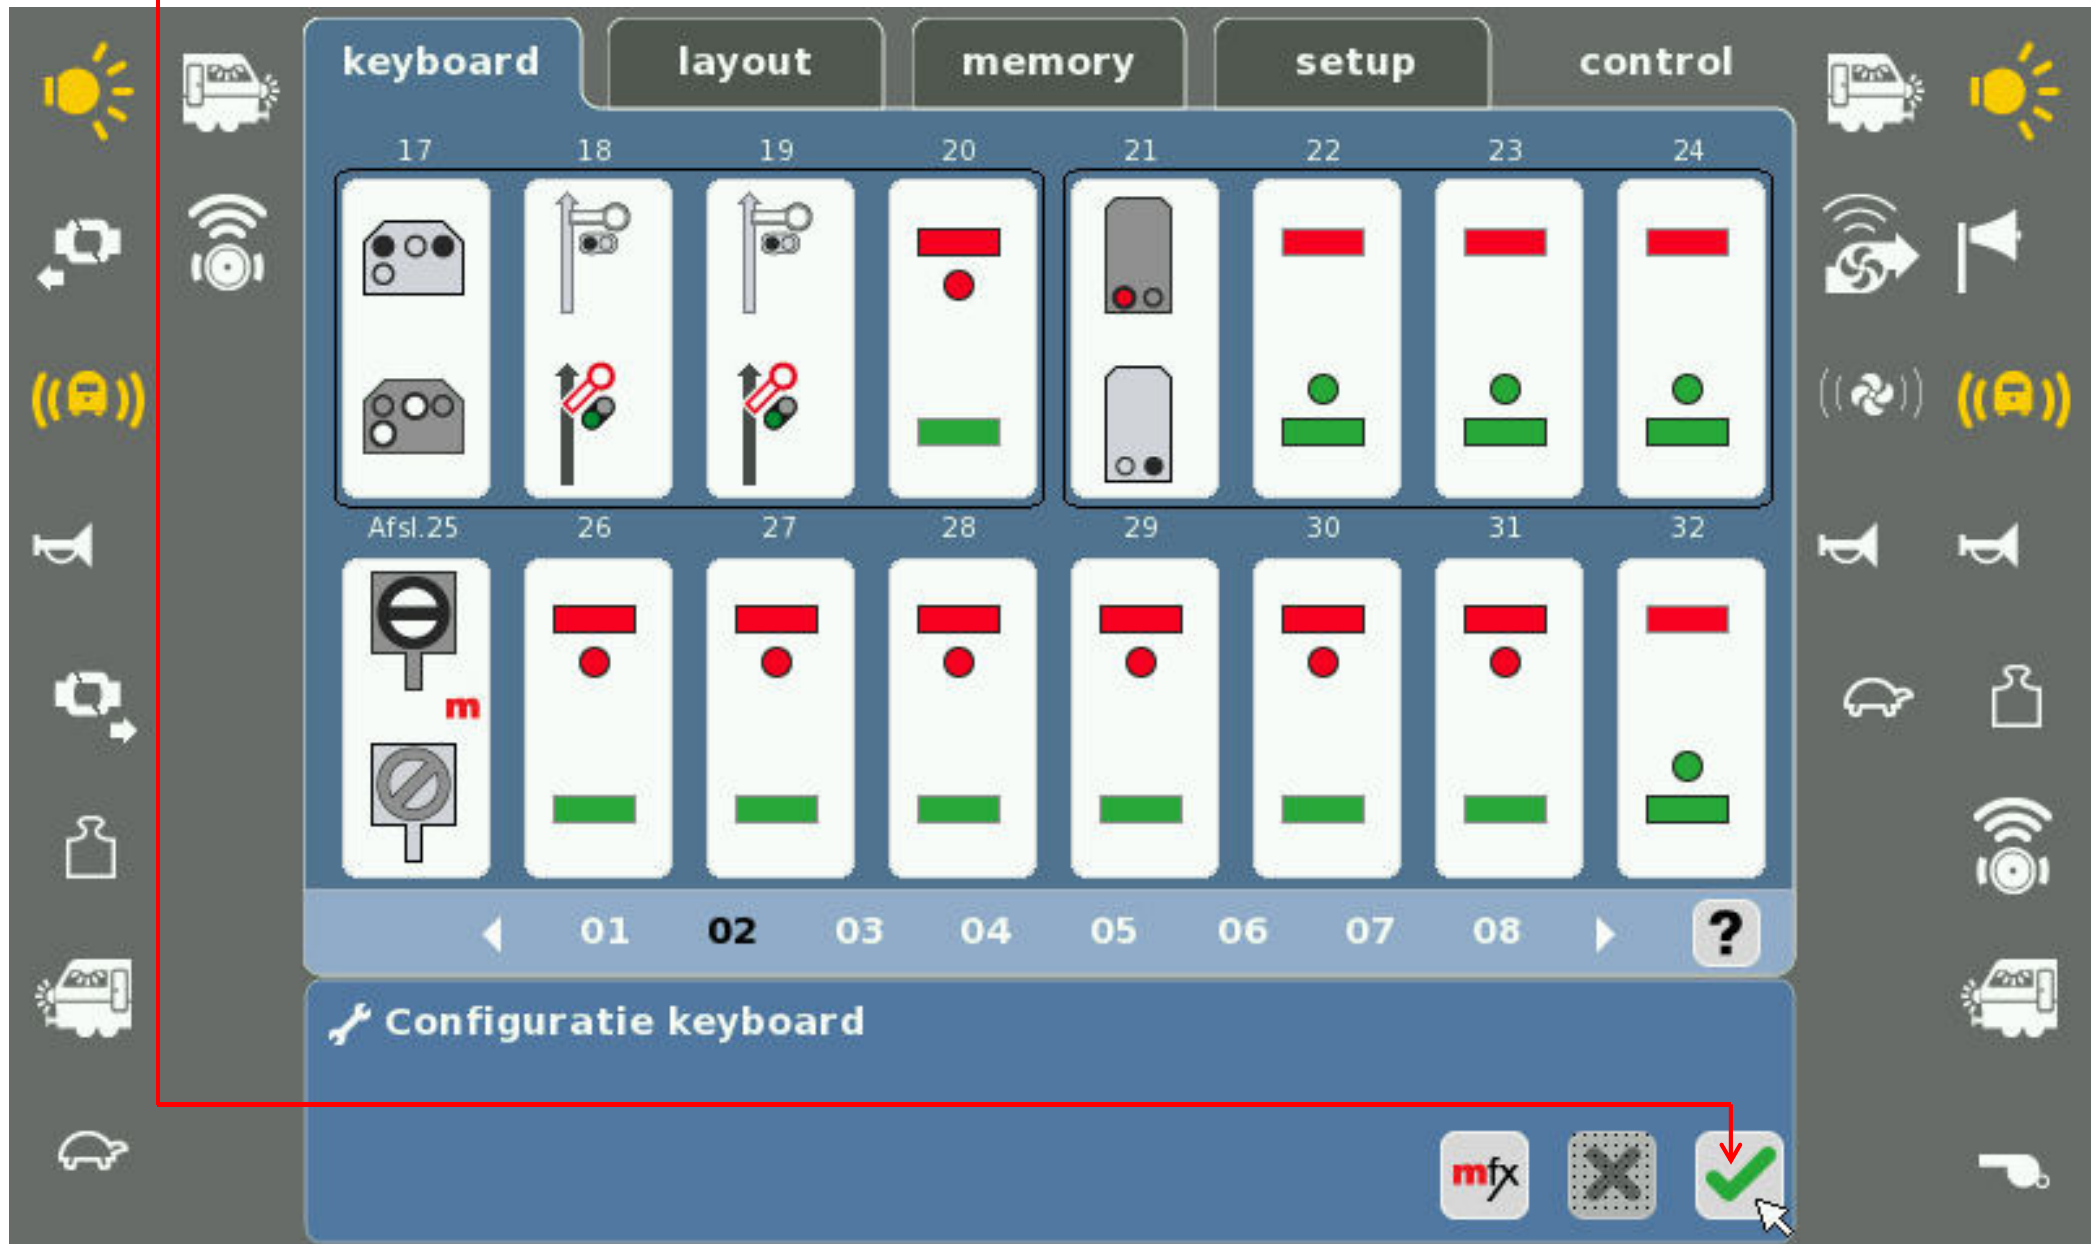 keyboard layout memory setup control
17 18 19 20 21 22 23 24
Afsl.25 26 27 28 29 30 31 32
m
01 02 03 04 05 06 07 08 ?
Configuratie keyboard
mfx